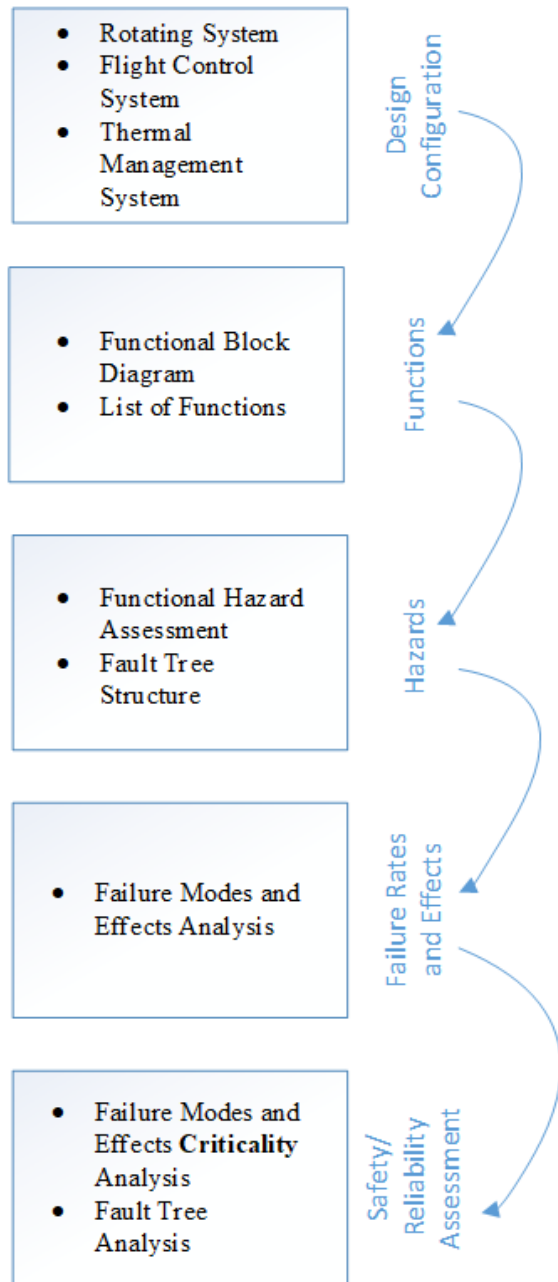 • Rotating System
• Flight Control
System
• Thermal
Management
System
Design
Configuration
• Functional Block
Diagram
• List of Functions
Functions
• Functional Hazard
Assessment
• Fault Tree
Structure
Hazards
• Failure Modes and
Effects Analysis
Failure Rates
and Effects
• Failure Modes and
Effects Criticality
Analysis
• Fault Tree
Analysis
Safety/
Reliability
Assessment